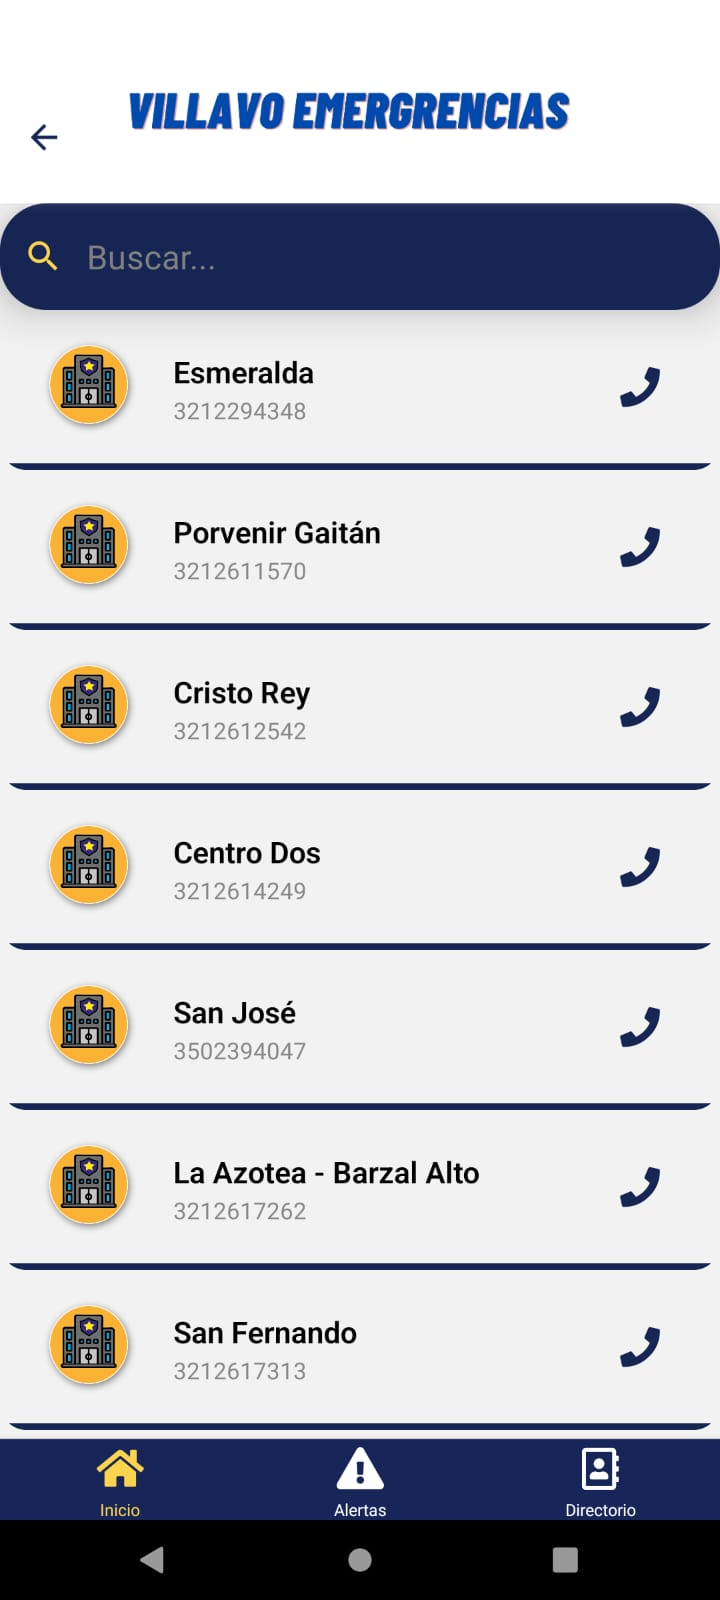 VILLAVO EMERGRENCIAS
Buscar...
Esmeralda
3212294348
Porvenir Gaitán
3212611570
Cristo Rey
3212612542
Centro Dos
3212614249
San José
3502394047
La Azotea - Barzal Alto
3212617262
San Fernando
3212617313
Inicio
Alertas
Directorio